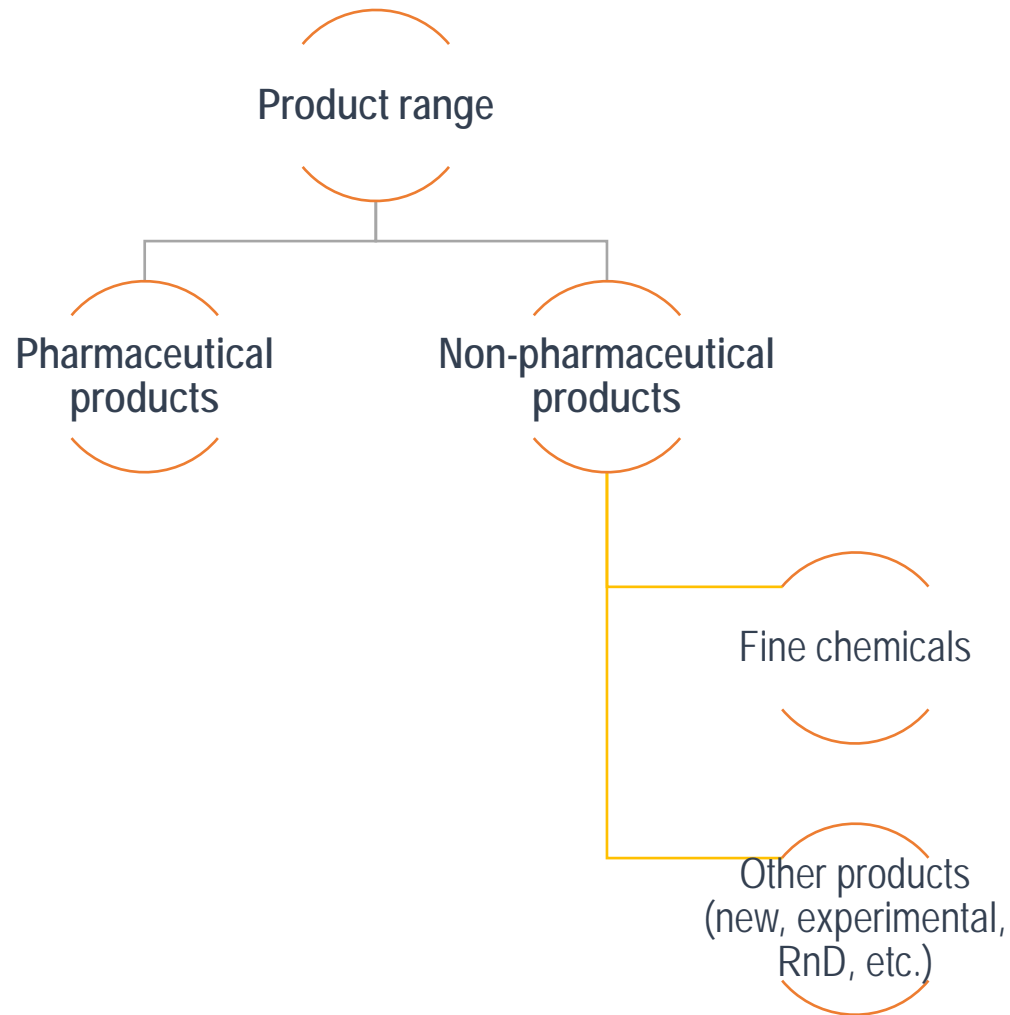 Product range
Pharmaceutical
products
Non-pharmaceutical
products
Fine chemicals
Other products
(new, experimental,
RnD, etc.)